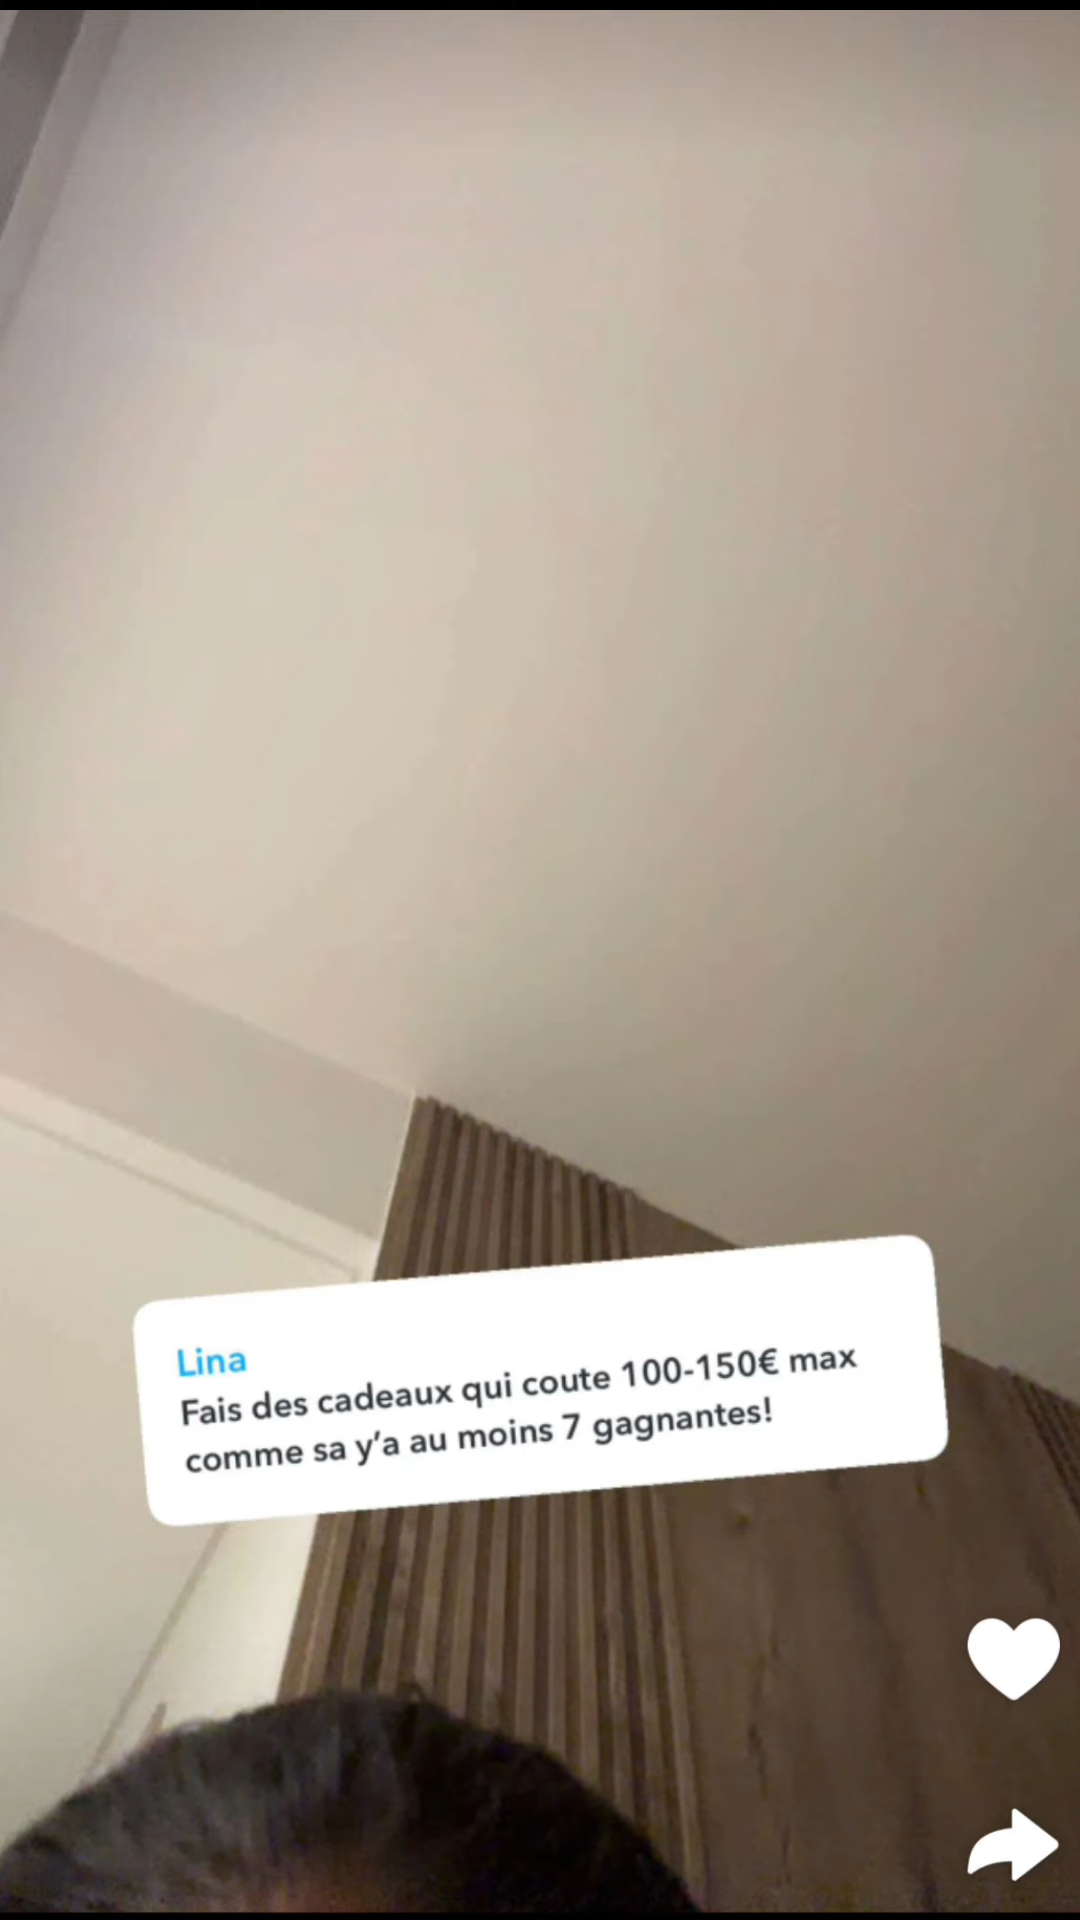 Lina
Fais des cadeaux qui coute 100-150€ max
comme sa y’a au moins 7 gagnantes!